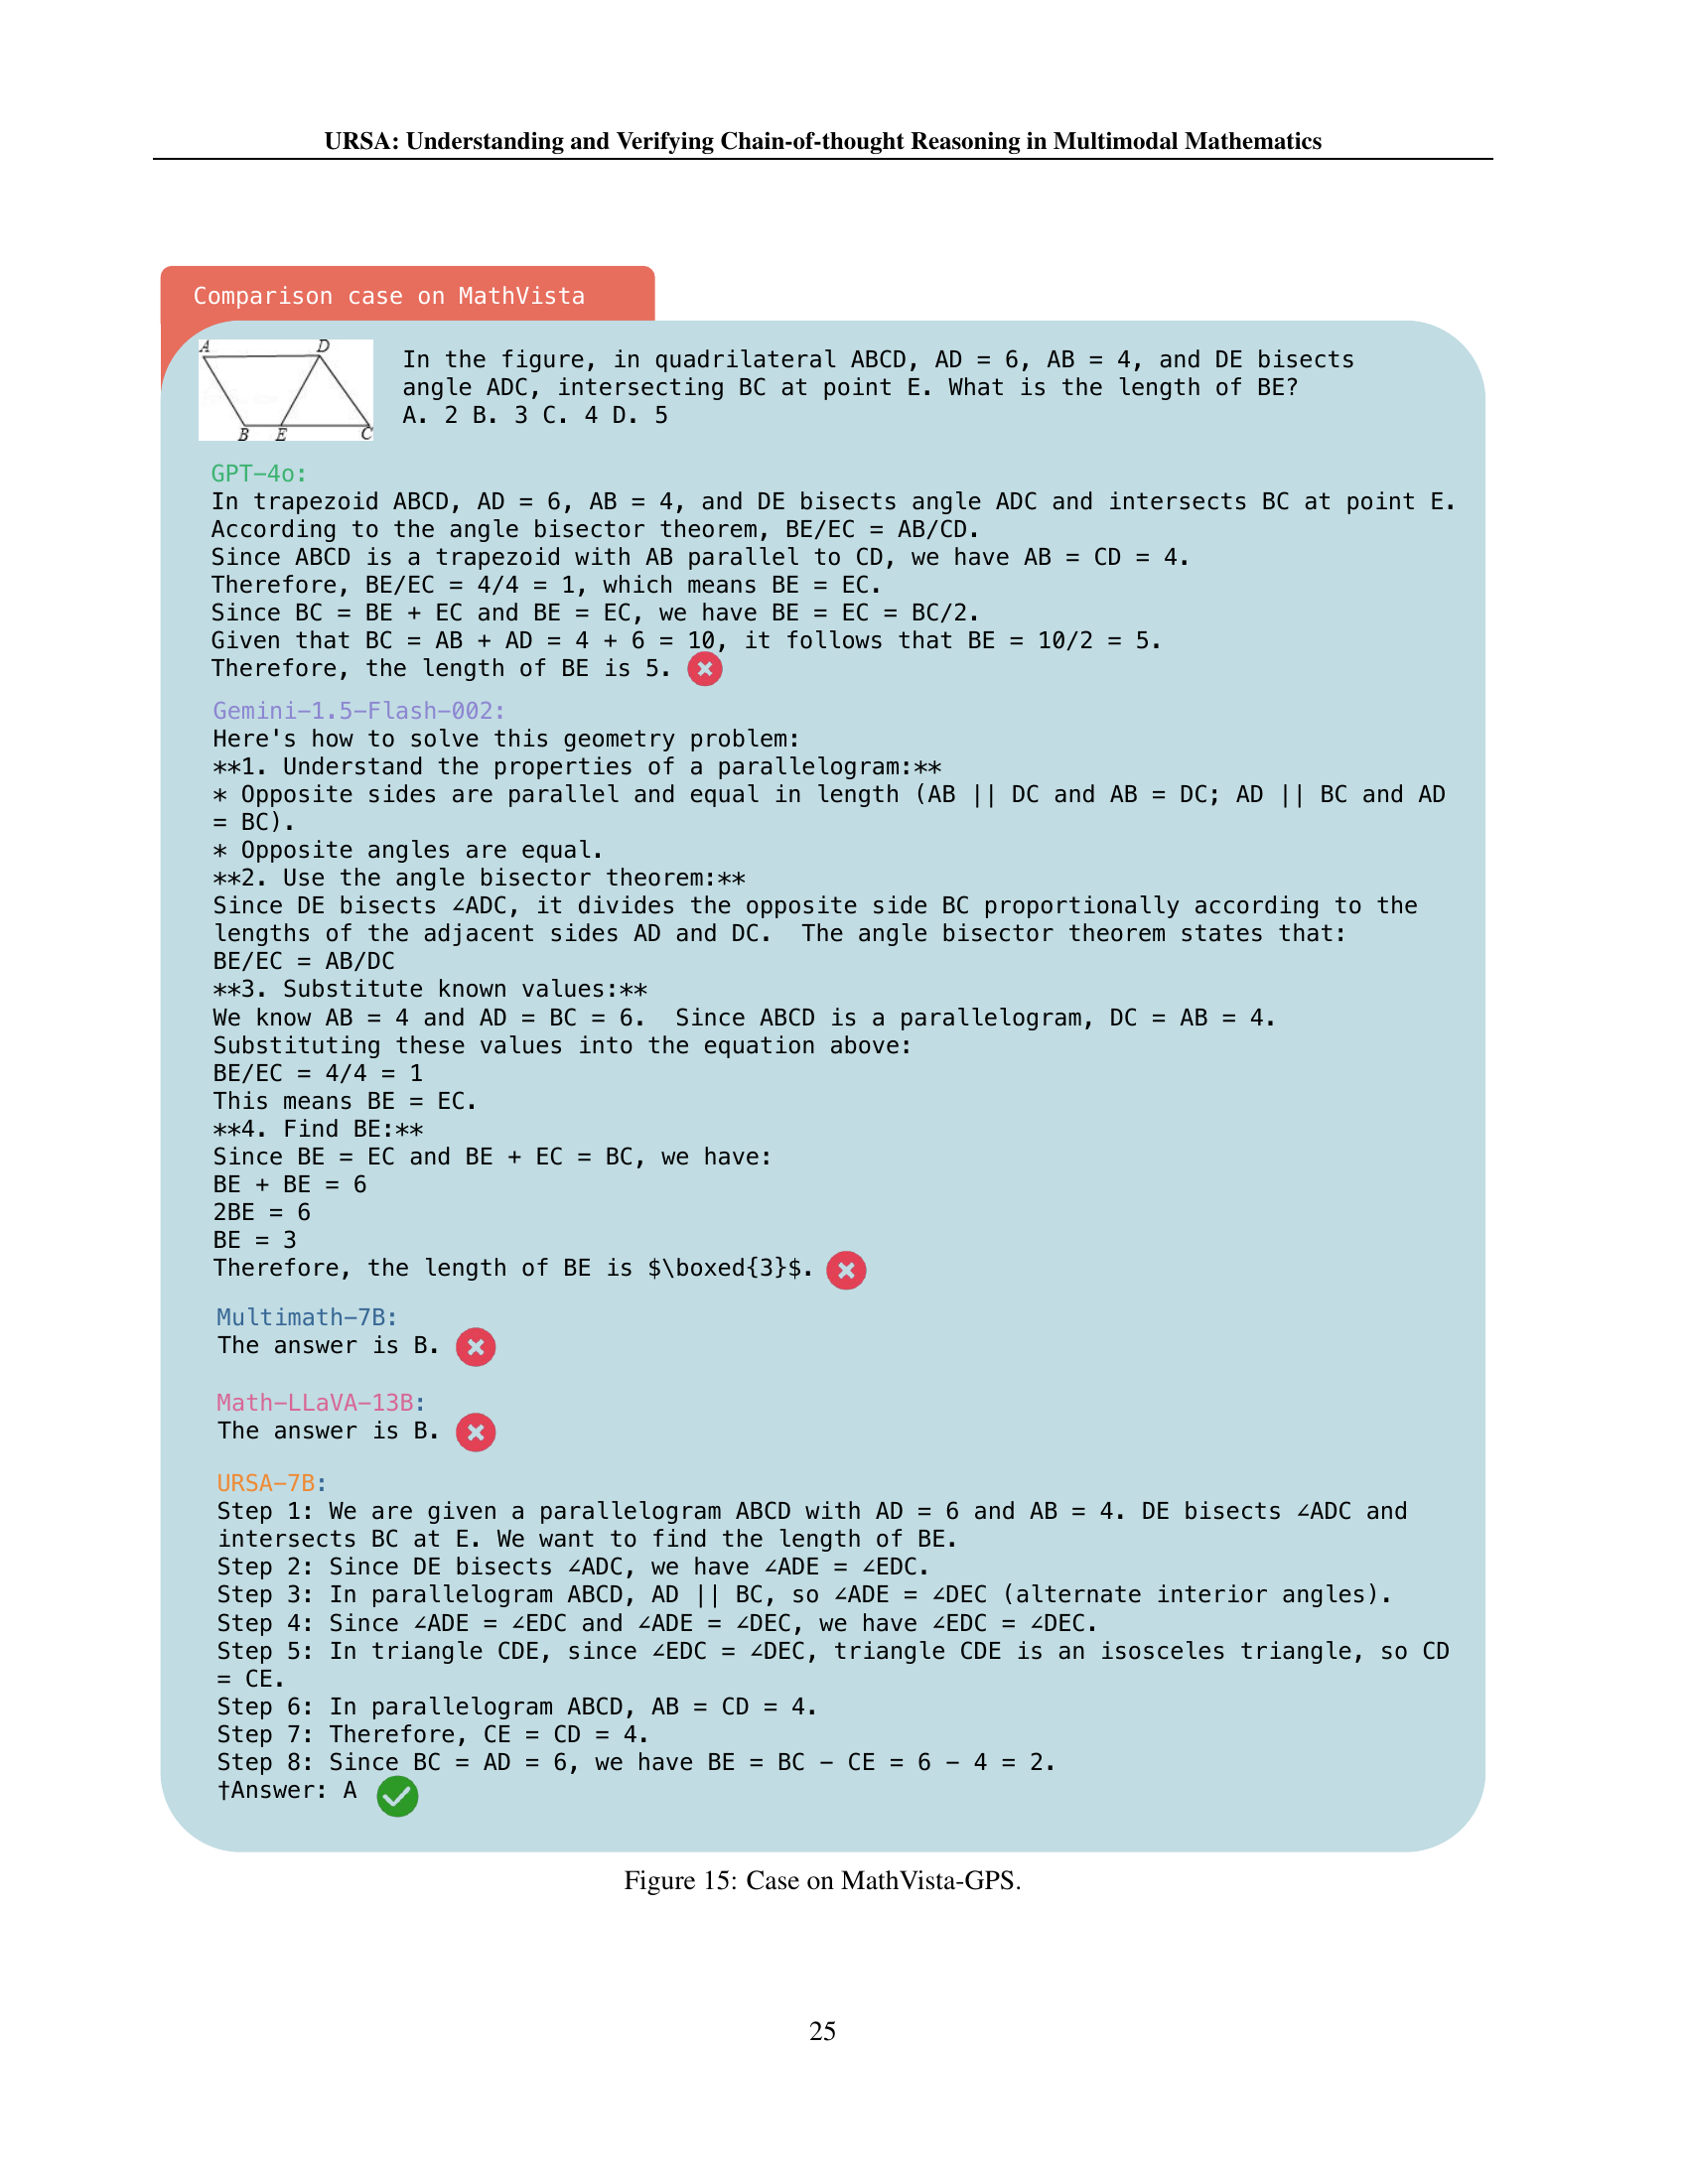 URSA: Understanding and Verifying Chain-of-thought Reasoning in Multimodal Mathematics
Comparison case on MathVista
A D
B E C
In the figure, in quadrilateral ABCD, AD = 6, AB = 4, and DE bisects
angle ADC, intersecting BC at point E. What is the length of BE?
A. 2 B. 3 C. 4 D. 5
GPT-4o:
In trapezoid ABCD, AD = 6, AB = 4, and DE bisects angle ADC and intersects BC at point E.
According to the angle bisector theorem, BE/EC = AB/CD.
Since ABCD is a trapezoid with AB parallel to CD, we have AB = CD = 4.
Therefore, BE/EC = 4/4 = 1, which means BE = EC.
Since BC = BE + EC and BE = EC, we have BE = EC = BC/2.
Given that BC = AB + AD = 4 + 6 = 10, it follows that BE = 10/2 = 5.
Therefore, the length of BE is 5.
Gemini-1.5-Flash-002:
Here's how to solve this geometry problem:
**1. Understand the properties of a parallelogram:**
* Opposite sides are parallel and equal in length (AB || DC and AB = DC; AD || BC and AD
= BC).
* Opposite angles are equal.
**2. Use the angle bisector theorem:**
Since DE bisects ∠ADC, it divides the opposite side BC proportionally according to the
lengths of the adjacent sides AD and DC.  The angle bisector theorem states that:
BE/EC = AB/DC
**3. Substitute known values:**
We know AB = 4 and AD = BC = 6.  Since ABCD is a parallelogram, DC = AB = 4.
Substituting these values into the equation above:
BE/EC = 4/4 = 1
This means BE = EC.
**4. Find BE:**
Since BE = EC and BE + EC = BC, we have:
BE + BE = 6
2BE = 6
BE = 3
Therefore, the length of BE is $\boxed{3}$.
Multimath-7B:
The answer is B.
Math-LLaVA-13B:
The answer is B.
URSA-7B:
Step 1: We are given a parallelogram ABCD with AD = 6 and AB = 4. DE bisects ∠ADC and
intersects BC at E. We want to find the length of BE.
Step 2: Since DE bisects ∠ADC, we have ∠ADE = ∠EDC.
Step 3: In parallelogram ABCD, AD || BC, so ∠ADE = ∠DEC (alternate interior angles).
Step 4: Since ∠ADE = ∠EDC and ∠ADE = ∠DEC, we have ∠EDC = ∠DEC.
Step 5: In triangle CDE, since ∠EDC = ∠DEC, triangle CDE is an isosceles triangle, so CD
= CE.
Step 6: In parallelogram ABCD, AB = CD = 4.
Step 7: Therefore, CE = CD = 4.
Step 8: Since BC = AD = 6, we have BE = BC − CE = 6 − 4 = 2.
†Answer: A
Figure 15: Case on MathVista-GPS.
25